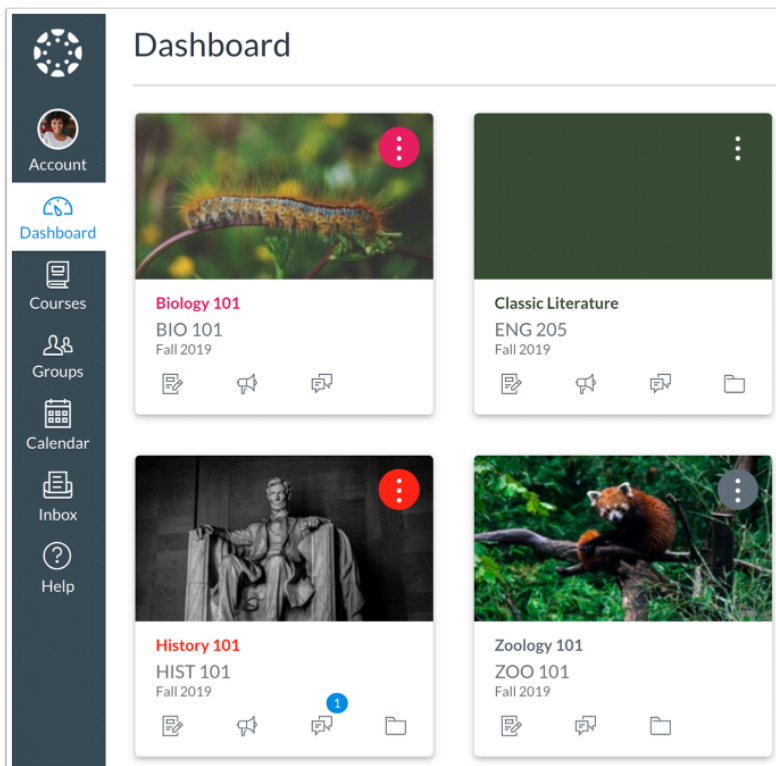 Dashboard
Account
Dashboard
Courses
Groups
Calendar
Inbox
Help
Biology 101
BIO 101
Fall 2019
Classic Literature
ENG 205
Fall 2019
History 101
HIST 101
Fall 2019
1
Zoology 101
ZOO 101
Fall 2019